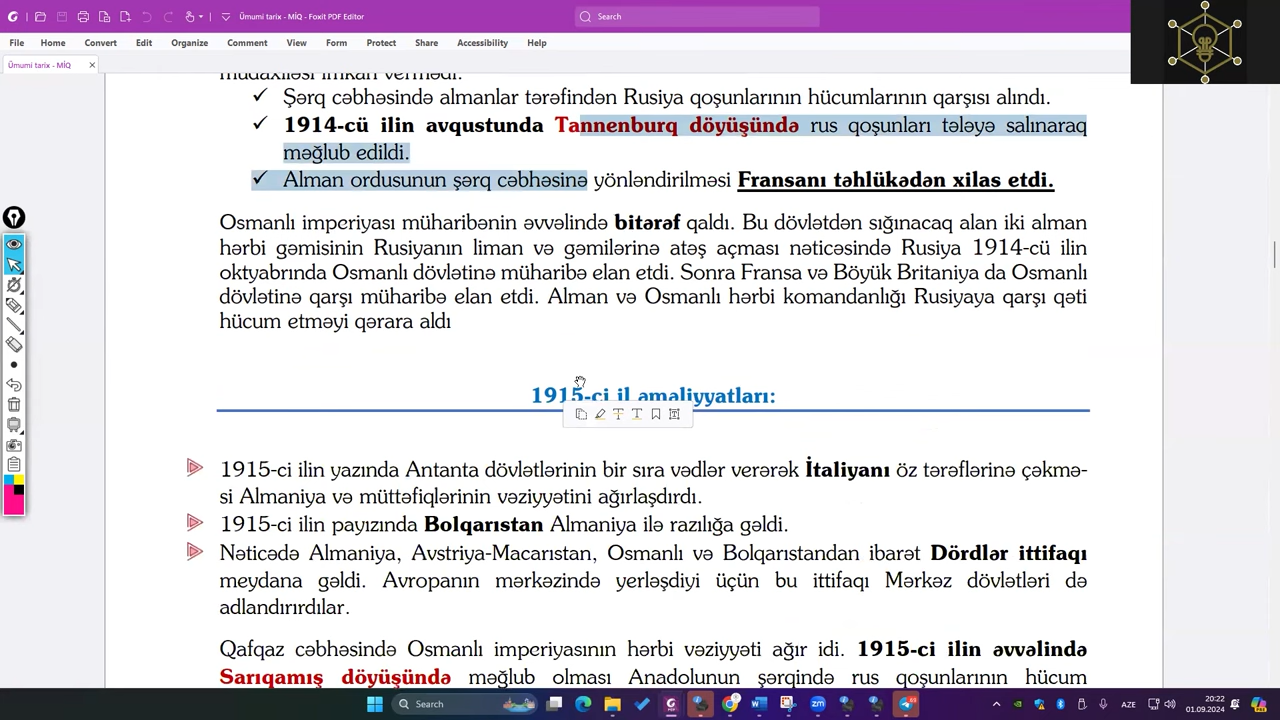 Ümumi tarix - MİQ - Foxit PDF Editor
Search
File Home Convert Edit Organize Comment View Form Protect Share Accessibility Help
Ümumi tarix - MİQ
müdaxiləsi imkan vermədi.
Şərq cəbhəsində almanlar tərəfindən Rusiya qoşunlarının hücumlarının qarşısı alındı.
1914-cü ilin avqustunda Tannenburq döyüşündə rus qoşunları tələyə salınaraq
məğlub edildi.
Alman ordusunun şərq cəbhəsinə yönləndirilməsi Fransanı təhlükədən xilas etdi.
Osmanlı imperiyası müharibənin əvvəlində bitərəf qaldı. Bu dövlətdən sığınacaq alan iki alman
hərbi gəmisinin Rusiyanın liman və gəmilərinə atəş açması nəticəsində Rusiya 1914-cü ilin
oktyabrında Osmanlı dövlətinə müharibə elan etdi. Sonra Fransa və Böyük Britaniya da Osmanlı
dövlətinə qarşı müharibə elan etdi. Alman və Osmanlı hərbi komandanlığı Rusiyaya qarşı qəti
hücum etməyi qərara aldı
1915-ci il əməliyyatları:
1915-ci ilin yazında Antanta dövlətlərinin bir sıra vədlər verərək İtaliyanı öz tərəflərinə çəkmə-
si Almaniya və müttəfiqlərinin vəziyyətini ağırlaşdırdı.
1915-ci ilin payızında Bolqarıstan Almaniya ilə razılığa gəldi.
Nəticədə Almaniya, Avstriya-Macarıstan, Osmanlı və Bolqarıstandan ibarət Dördlər ittifaqı
meydana gəldi. Avropanın mərkəzində yerləşdiyi üçün bu ittifaqı Mərkəz dövlətləri də
adlandırırdılar.
Qafqaz cəbhəsində Osmanlı imperiyasının hərbi vəziyyəti ağır idi. 1915-ci ilin əvvəlində
Sarıqamış döyüşündə məğlub olması Anadolunun şərqində rus qoşunlarının hücum
Search
AZE
20:22
01.09.2024